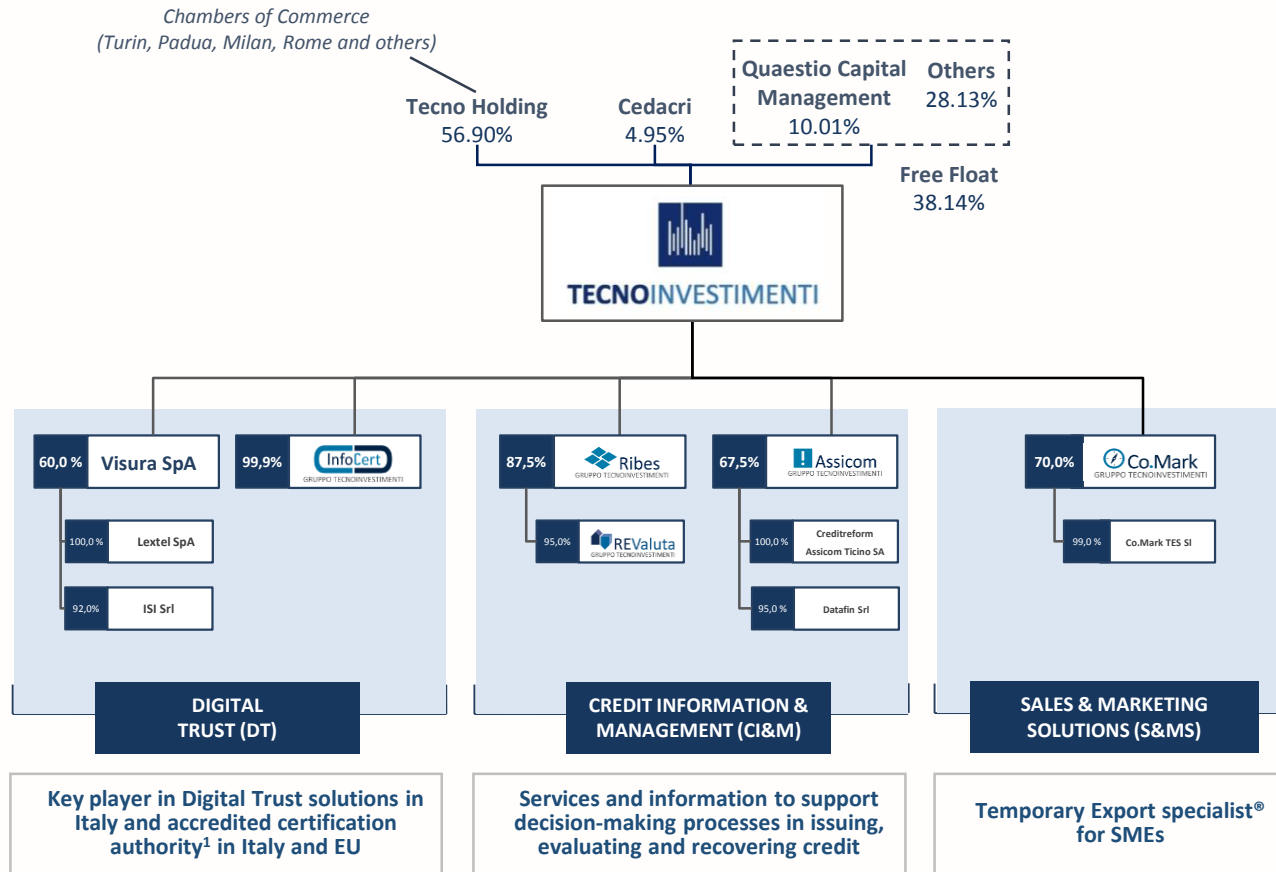 Chambers of Commerce
(Turin, Padua, Milan, Rome and others)
Tecno Holding
56.90%
Cedacri
4.95%
Quaestio Capital
Management
10.01%
Others
28.13%
Free Float
38.14%
TECNOINVESTIMENTI
60,0 %
Visura SpA
99,9%
InfoCert
GRUPPO TECNOINVESTIMENTI
87,5%
Ribes
GRUPPO TECNOINVESTIMENTI
67,5%
Assicom
GRUPPO TECNOINVESTIMENTI
70,0%
Co.Mark
GRUPPO TECNOINVESTIMENTI
100,0 %
Lextel SpA
95,0%
REValuta
GRUPPO TECNOINVESTIMENTI
100,0 %
Creditreform
Assicom Ticino SA
99,0 %
Co.Mark TES Sl
92,0%
ISI Srl
95,0 %
Datafin Srl
DIGITAL
TRUST (DT)
CREDIT INFORMATION &
MANAGEMENT (CI&M)
SALES & MARKETING
SOLUTIONS (S&MS)
Key player in Digital Trust solutions in
Italy and accredited certification
authority¹ in Italy and EU
Services and information to support
decision-making processes in issuing,
evaluating and recovering credit
Temporary Export specialist®
for SMEs